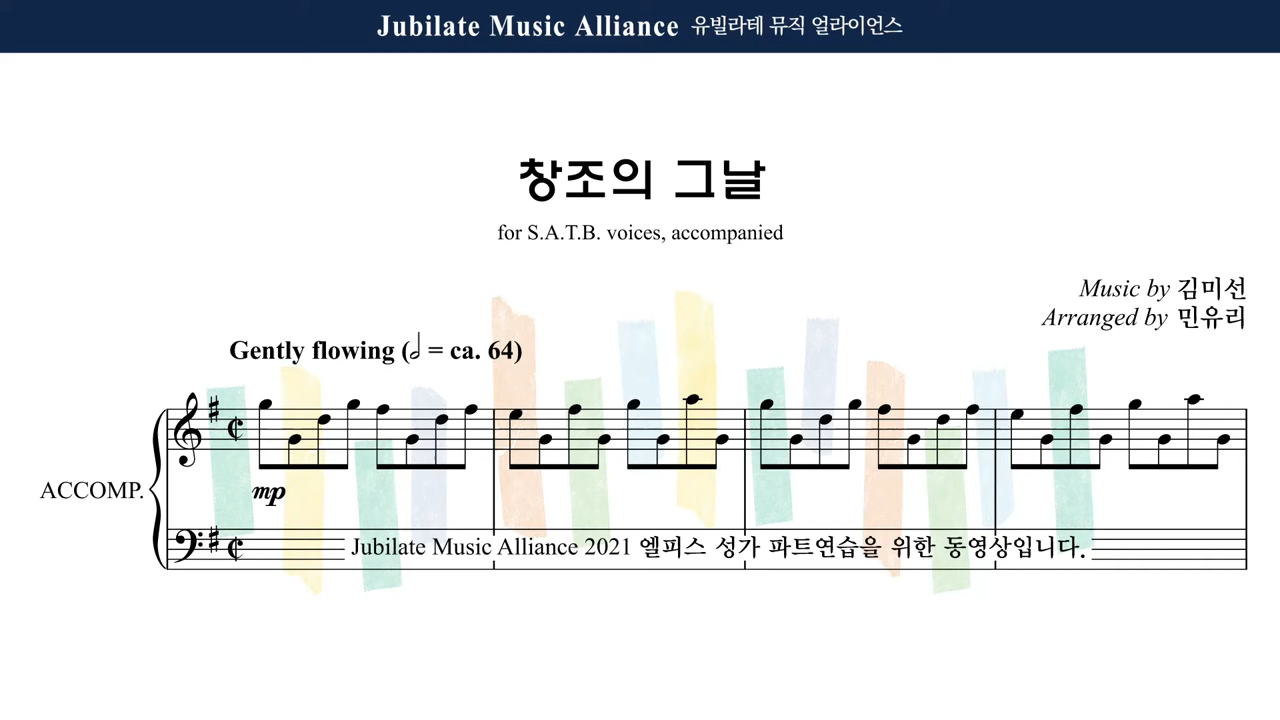 Jubilate Music Alliance 유빌라테 뮤직 얼라이언스
창조의 그날
for S.A.T.B. voices, accompanied
Music by 김미선
Arranged by 민유리
Gently flowing (𝅗𝅥 = ca. 64)
ACCOMP.
mp
Jubilate Music Alliance 2021 엘피스 성가 파트연습을 위한 동영상입니다.